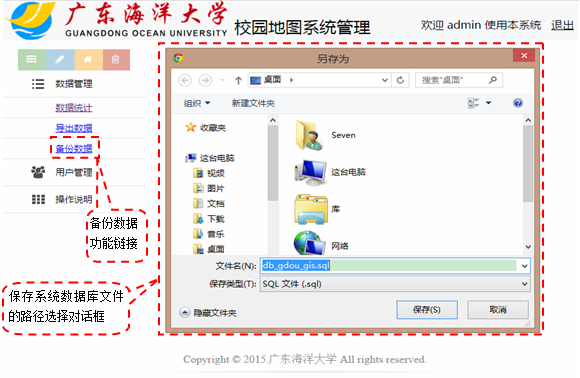 广东海洋大学
GUANGDONG OCEAN UNIVERSITY
校园地图系统管理
欢迎 admin 使用本系统 退出
数据管理
数据统计
导出数据
备份数据
用户管理
操作说明
备份数据
功能链接
保存系统数据库文件
的路径选择对话框
另存为
桌面
搜索"桌面"
组织 新建文件夹
收藏夹
这台电脑
视频
图片
文档
下载
音乐
桌面
Seven
这台电脑
库
网络
文件名(N): db_gdou_gis.sql
保存类型(T): SQL 文件 (.sql)
隐藏文件夹 保存(S) 取消
Copyright © 2015.广东海洋大学 All rights reserved.